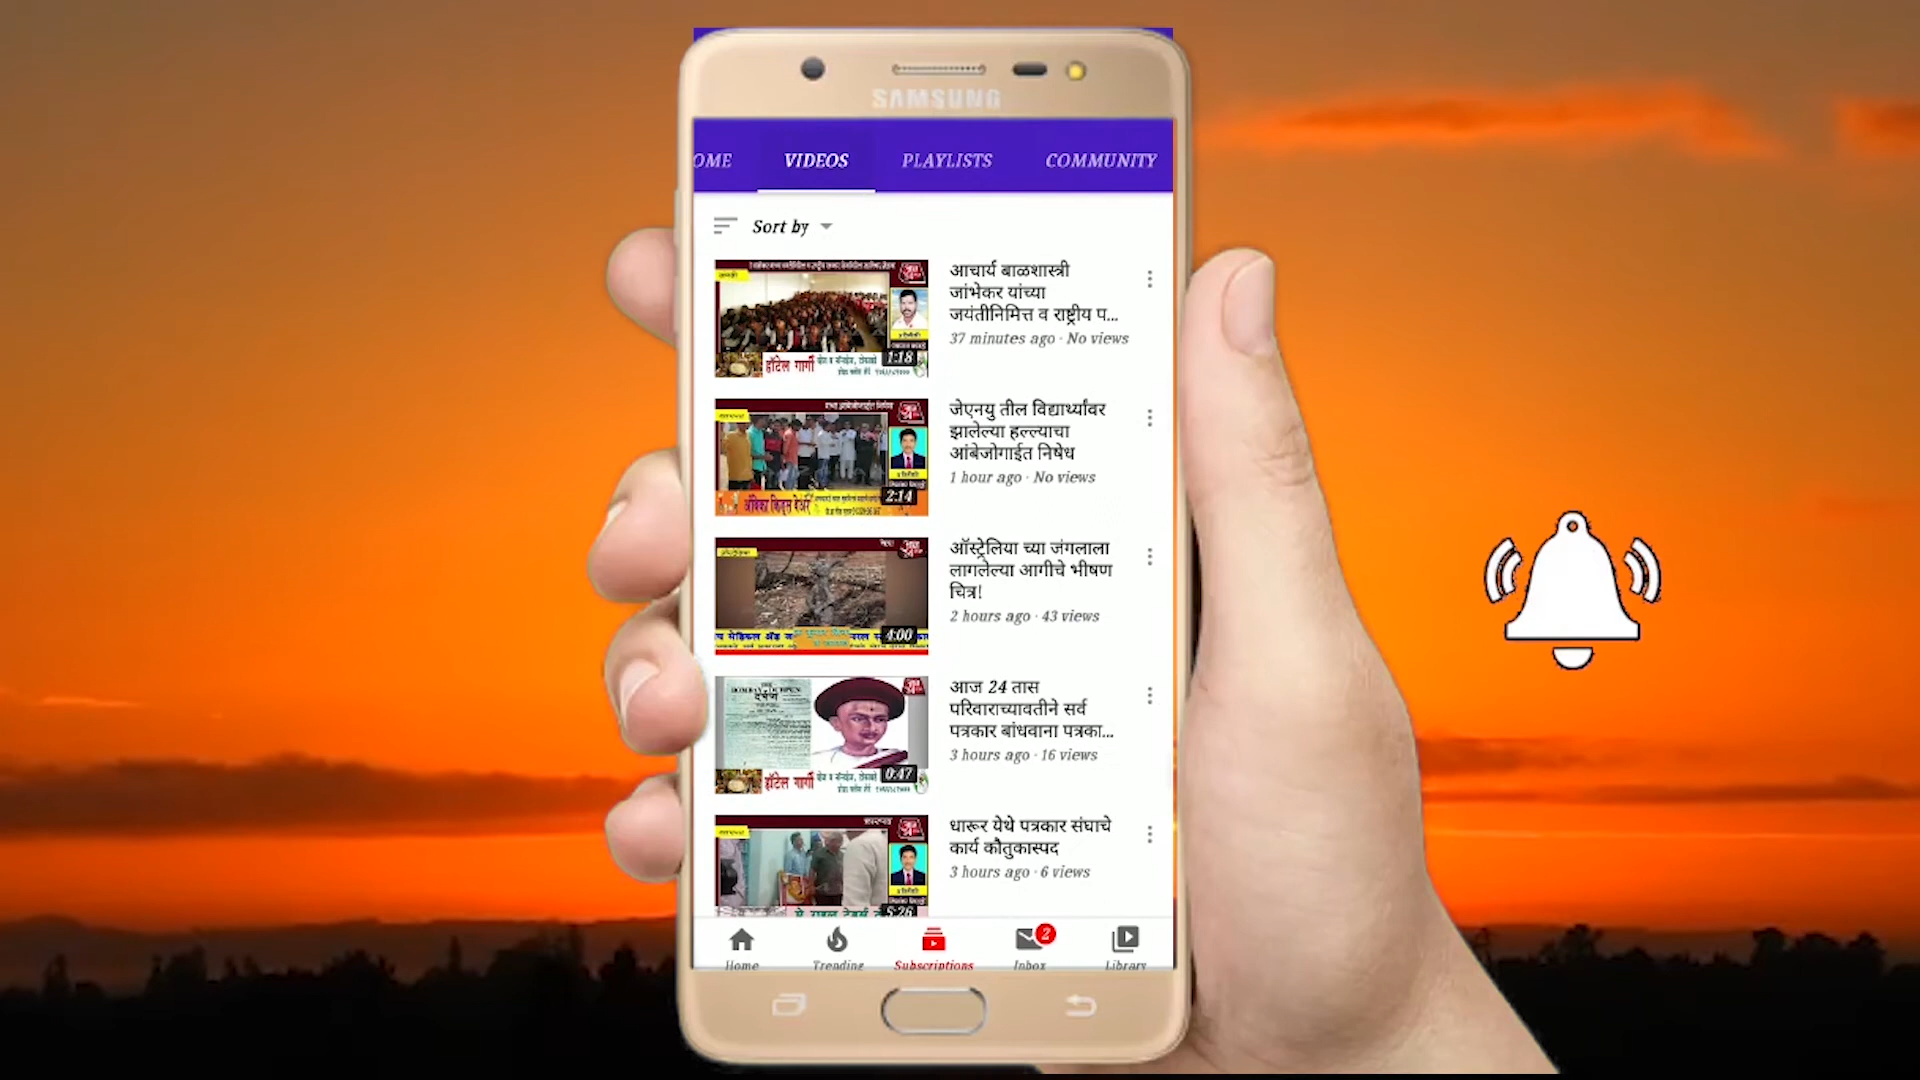 SAMSUNG
OME VIDEOS PLAYLISTS COMMUNITY
Sort by
आचार्य बाळशास्त्री
जांभेकर यांच्या
जयंतीनिमित्त व राष्ट्रीय प...
37 minutes ago · No views
हॉटेल गार्गी
1:18
जेएनयु तील विद्यार्थ्यांवर
झालेल्या हल्ल्याचा
आंबेजोगाईत निषेध
1 hour ago · No views
2:14
ऑस्ट्रेलिया च्या जंगलाला
लागलेल्या आगीचे भीषण
चित्र!
2 hours ago · 43 views
4:00
आज 24 तास
परिवाराच्यावतीने सर्व
पत्रकार बांधवाना पत्रका...
3 hours ago · 16 views
हॉटेल गार्गी
0:47
धारूर येथे पत्रकार संघाचे
कार्य कौतुकास्पद
3 hours ago · 6 views
5:26
2
Home Trending Subscriptions Inbox Library